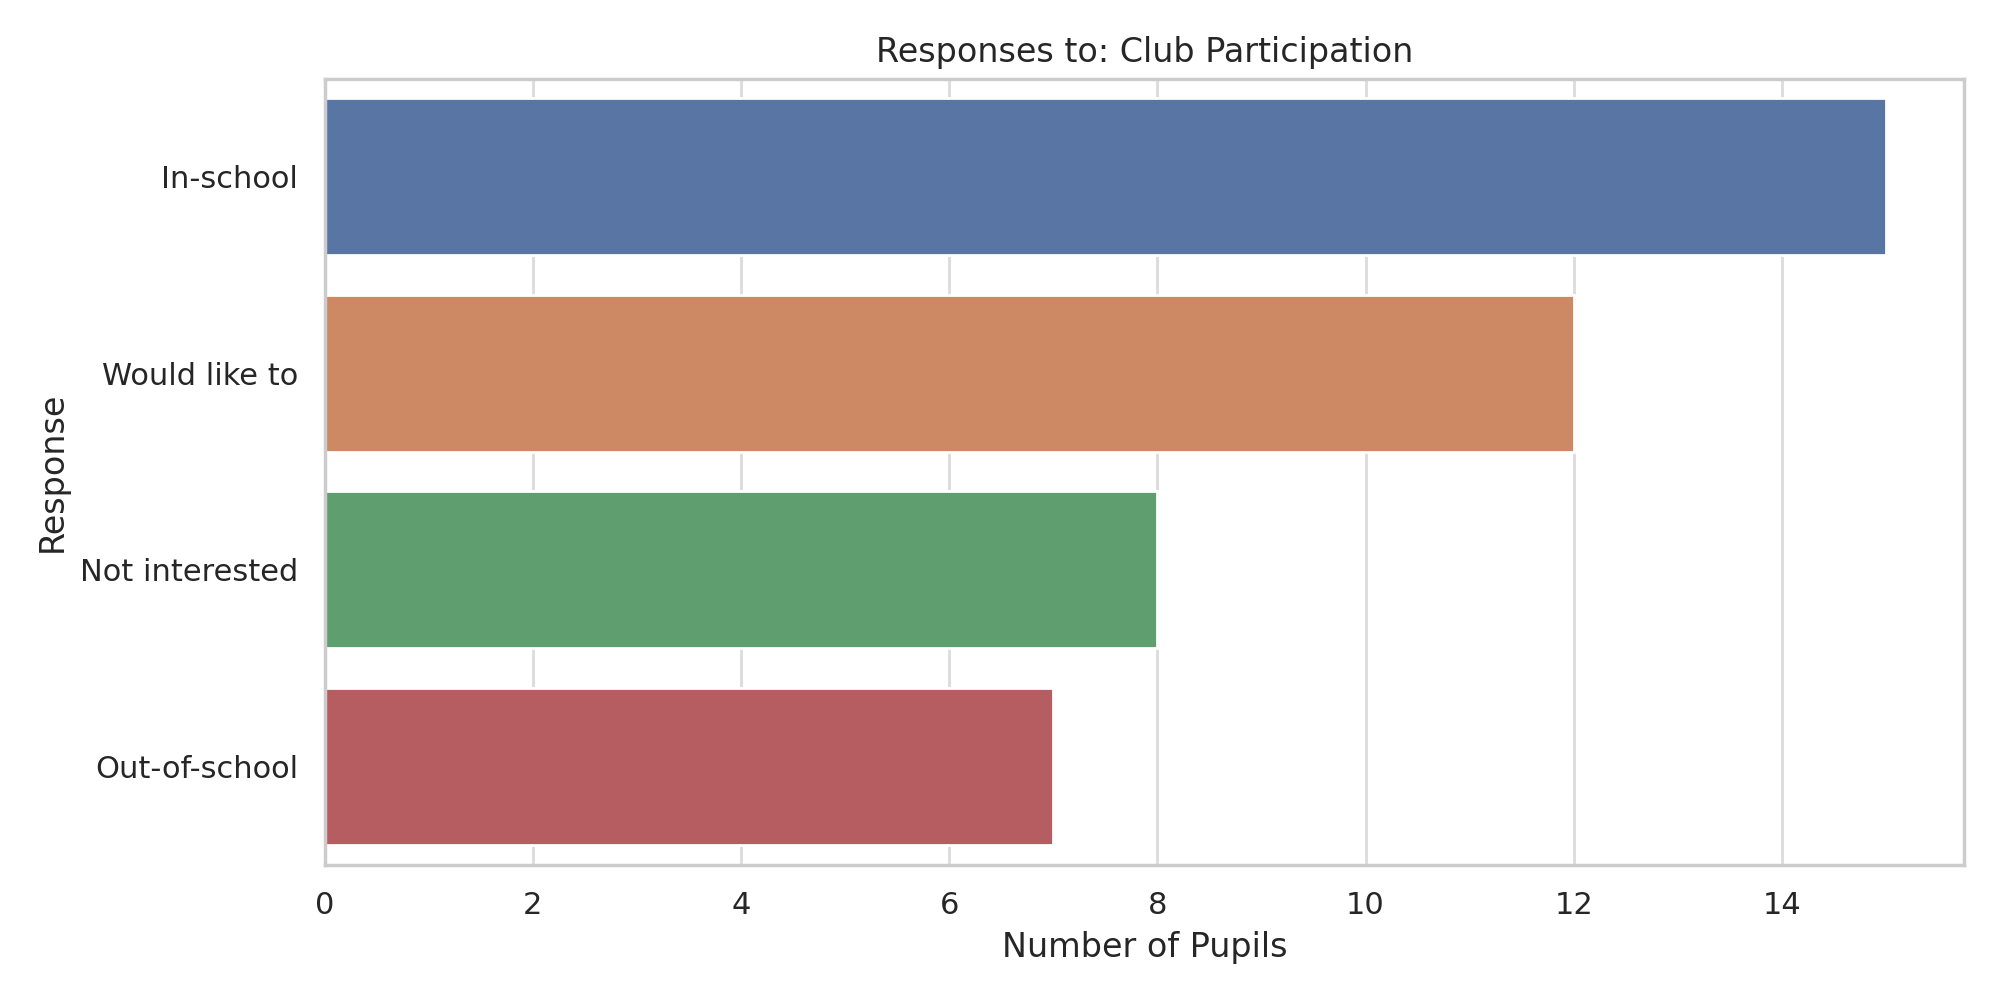 Responses to: Club Participation
In-school
Would like to
Not interested
Out-of-school
Response
0 2 4 6 8 10 12 14
Number of Pupils